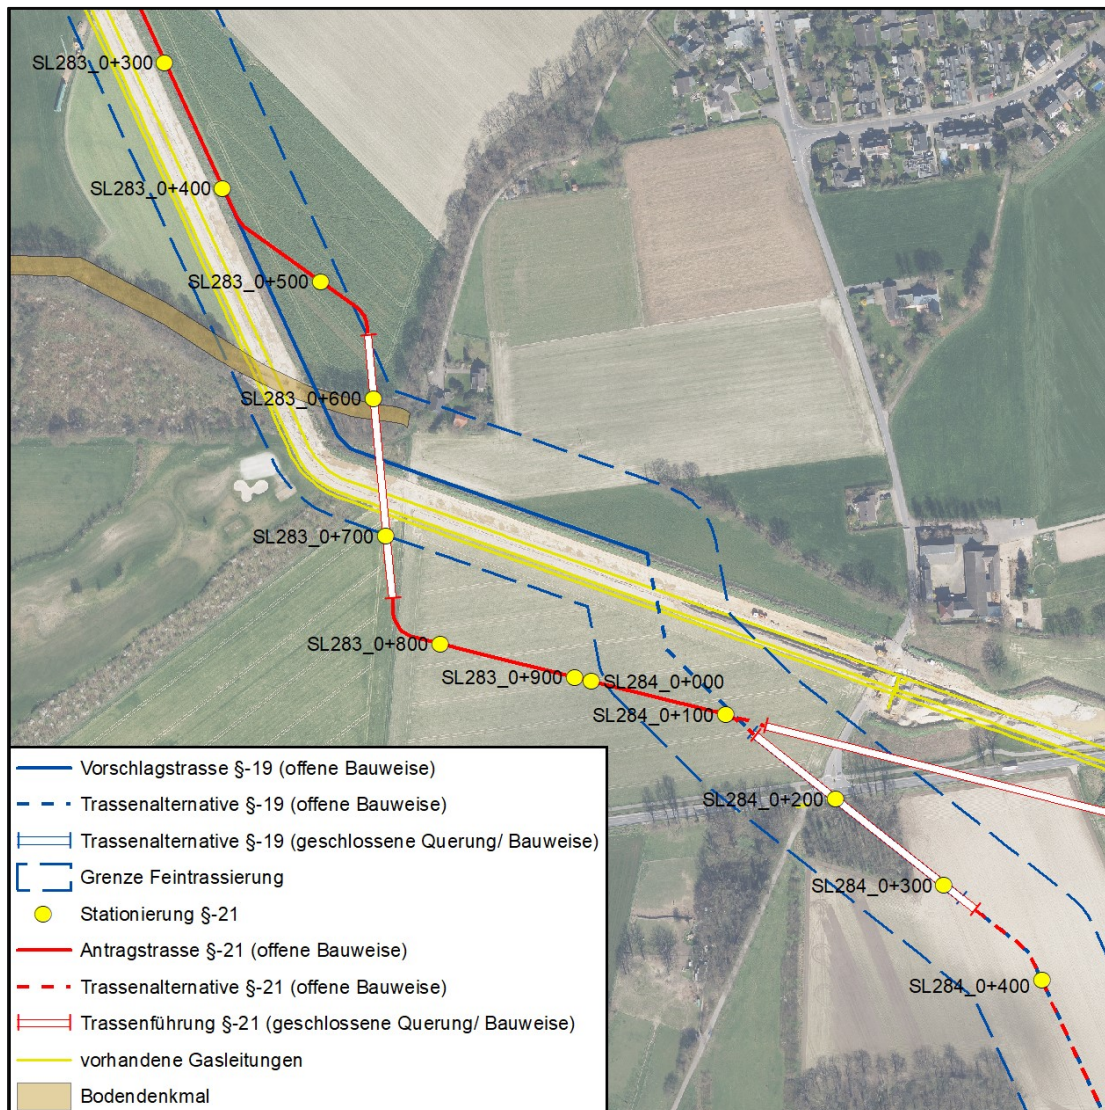 SL283_0+300
SL283_0+400
SL283_0+500
SL283_0+600
SL283_0+700
SL283_0+800
SL283_0+900
SL284_0+000
SL284_0+100
SL284_0+200
SL284_0+300
SL284_0+400
Vorschlagstrasse §-19 (offene Bauweise)
Trassenalternative §-19 (offene Bauweise)
Trassenalternative §-19 (geschlossene Querung/ Bauweise)
Grenze Feintrassierung
Stationierung §-21
Antragstrasse §-21 (offene Bauweise)
Trassenalternative §-21 (offene Bauweise)
Trassenführung §-21 (geschlossene Querung/ Bauweise)
vorhandene Gasleitungen
Bodendenkmal